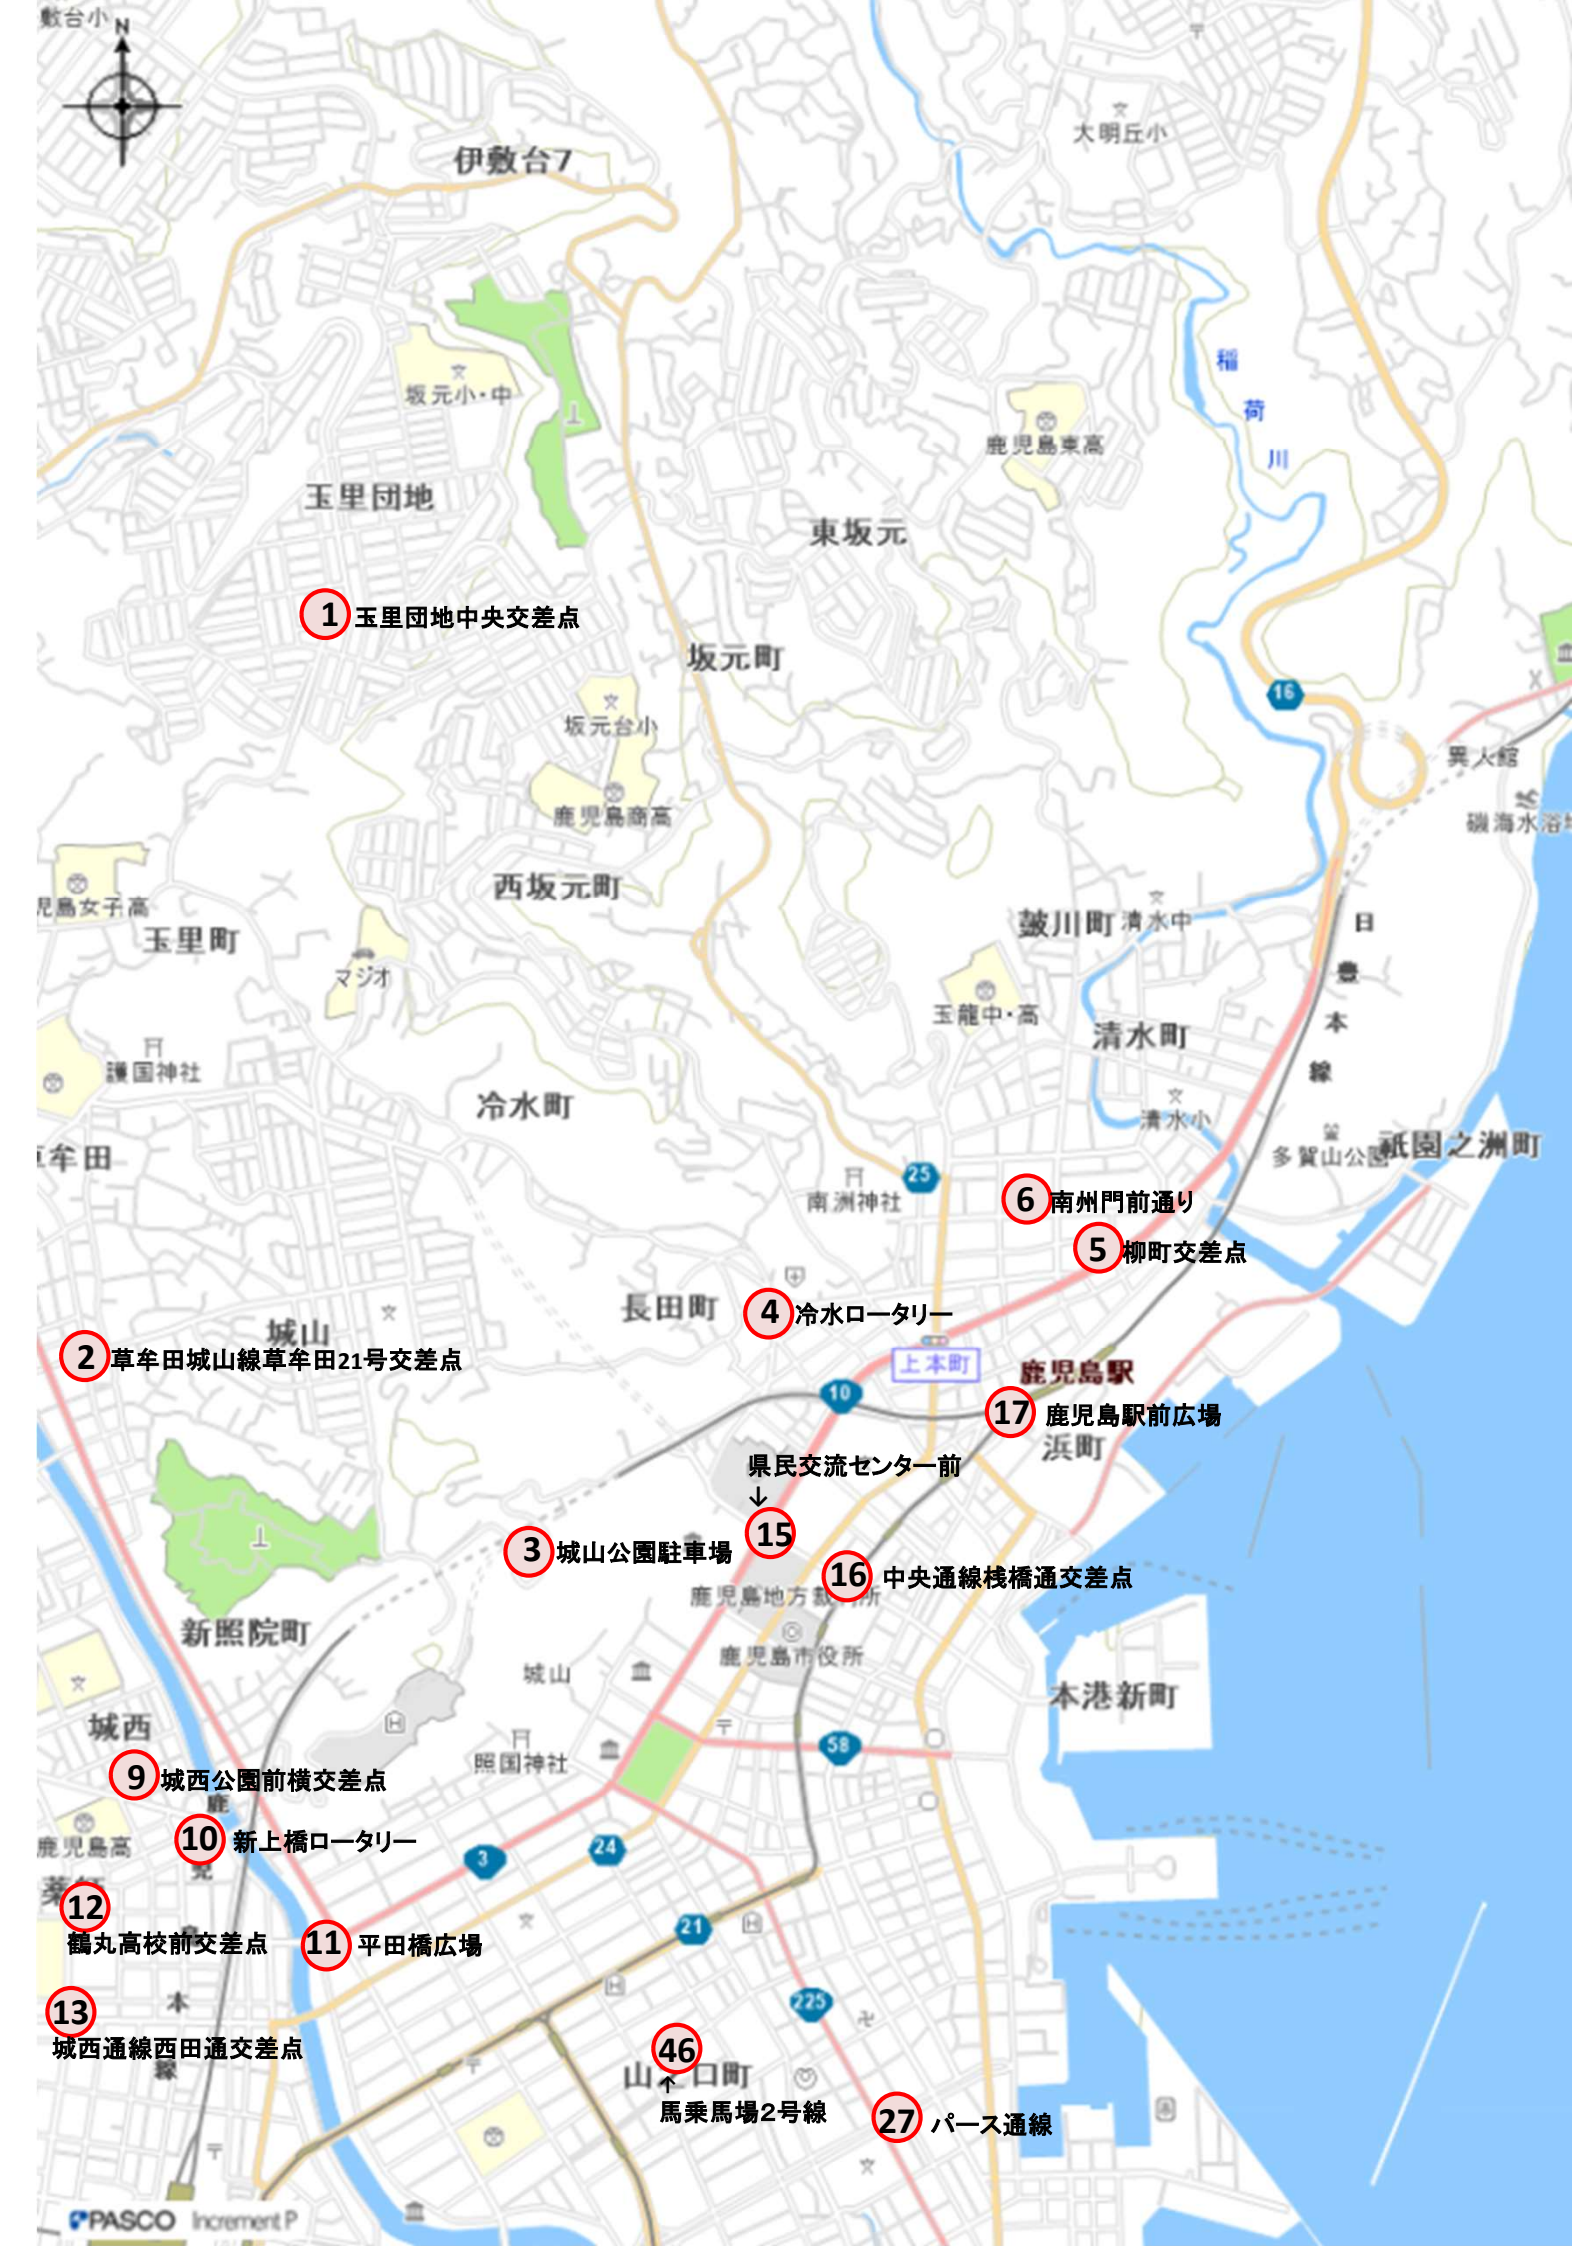 敷台小
N
大明丘小
伊敷台7
稲
荷
川
坂元小・中
鹿児島東高
玉里団地
東坂元
1 玉里団地中央交差点
坂元町
16
坂元台小
異人館
鹿児島商高
磯海水浴
西坂元町
児島女子高
玉里町
皷川町
清水中
日
豊
本
線
マジオ
玉龍中・高
清水町
護国神社
冷水町
清水小
牟田
多賀山公園
祇園之洲町
25
南洲神社
6 南州門前通り
5 柳町交差点
長田町
4 冷水ロータリー
城山
2 草牟田城山線草牟田21号交差点
上本町
鹿児島駅
10
17 鹿児島駅前広場
浜町
県民交流センター前
↓
15
3 城山公園駐車場
16 中央通線桟橋通交差点
鹿児島地方裁判所
新照院町
鹿児島市役所
城山
本港新町
城西
58
照国神社
9 城西公園前横交差点
鹿
児
島
本
線
鹿児島高
10 新上橋ロータリー
3
24
薬師
12
鶴丸高校前交差点
11 平田橋広場
21
13
城西通線西田通交差点
225
46
山之口町
↑
馬乗馬場2号線
27 パース通線
PASCO Increment P